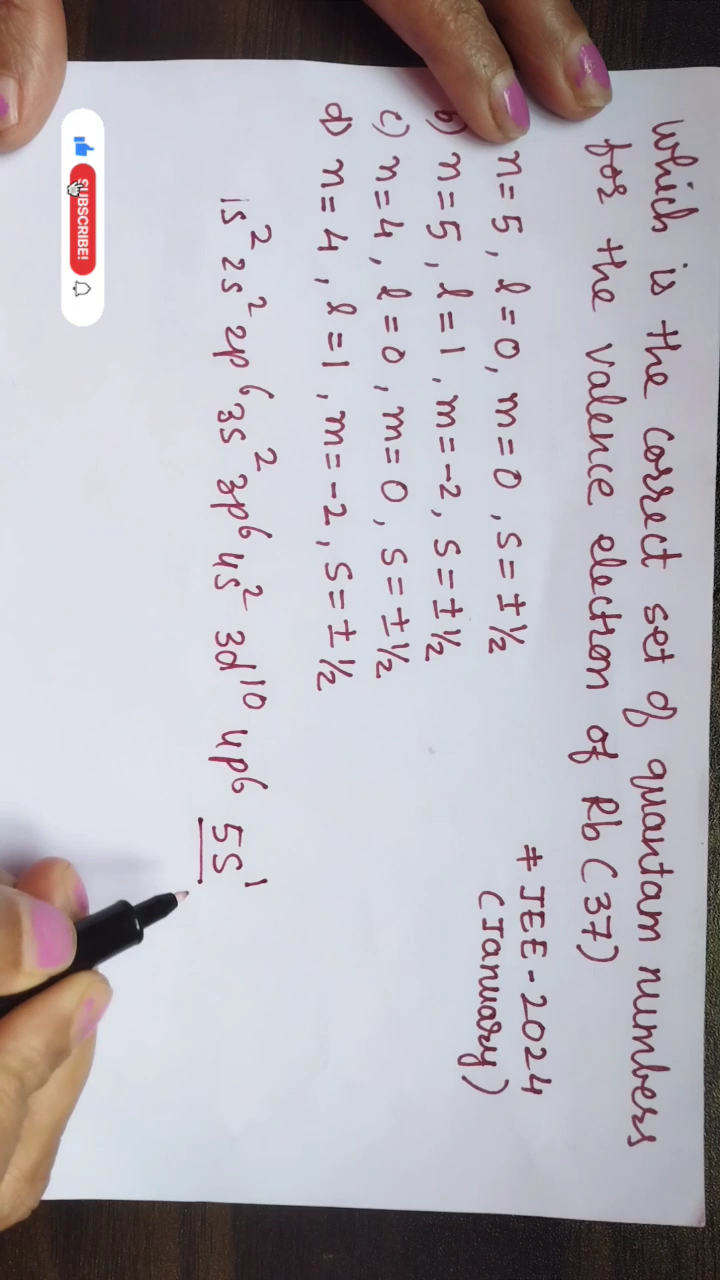 which is the correct set of quantam numbers
for the valence electron of Rb (37)
# JEE-2024
(January)
n=5, l=0, m=0, s=±1/2
b) n=5, l=1, m=-2, s=±1/2
c) n=4, l=0, m=0, s=±1/2
d) n=4, l=1, m=-2, s=±1/2
1s² 2s² 2p⁶ 3s² 3p⁶ 4s² 3d¹⁰ 4p⁶ 5s¹
SUBSCRIBE!